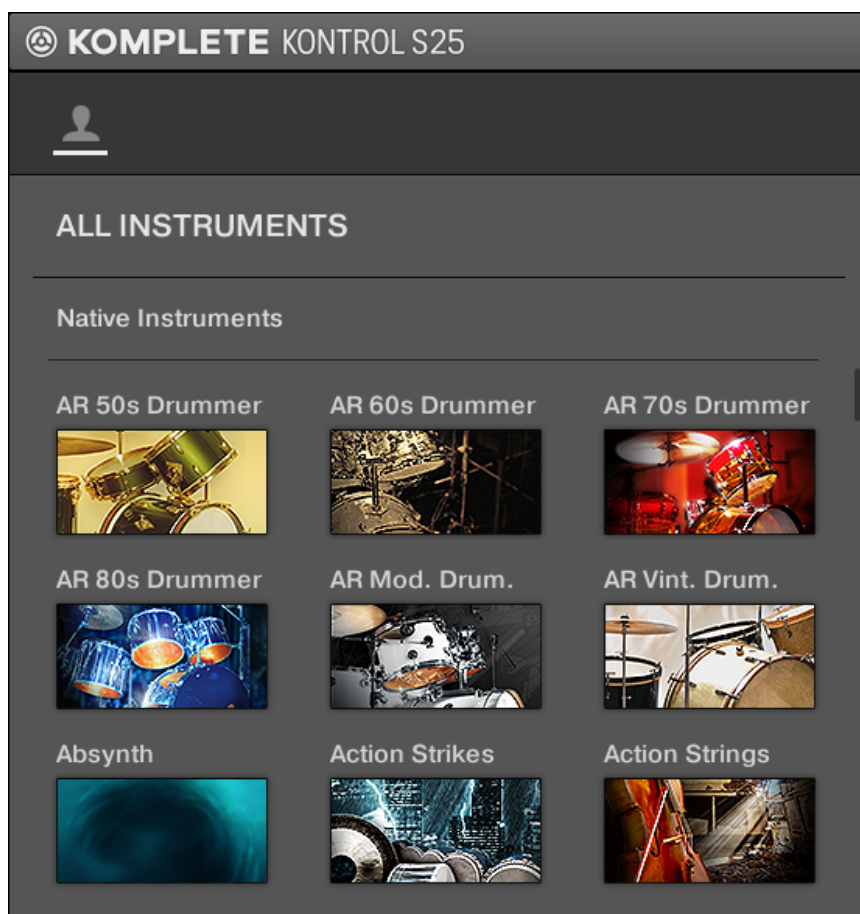 KOMPLETE KONTROL S25
ALL INSTRUMENTS
Native Instruments
AR 50s Drummer
AR 60s Drummer
AR 70s Drummer
AR 80s Drummer
AR Mod. Drum.
AR Vint. Drum.
Absynth
Action Strikes
Action Strings